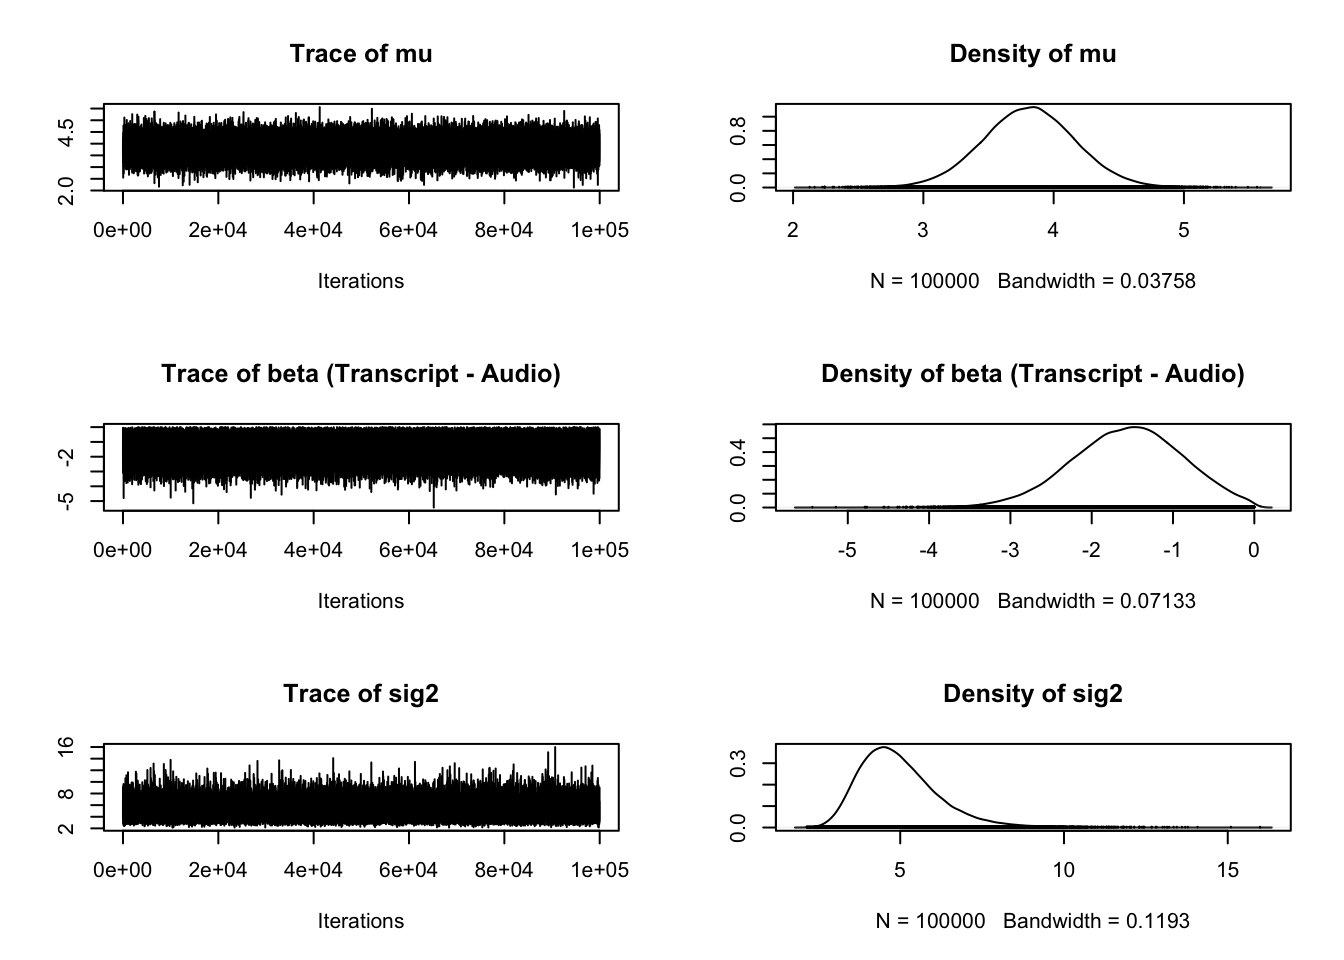 Trace of mu
4.5
2.0
0e+00 2e+04 4e+04 6e+04 8e+04 1e+05
Iterations
Density of mu
0.8
0.0
2 3 4 5
N = 100000 Bandwidth = 0.03758
Trace of beta (Transcript - Audio)
-2
-5
0e+00 2e+04 4e+04 6e+04 8e+04 1e+05
Iterations
Density of beta (Transcript - Audio)
0.4
0.0
-5 -4 -3 -2 -1 0
N = 100000 Bandwidth = 0.07133
Trace of sig2
16
8
2
0e+00 2e+04 4e+04 6e+04 8e+04 1e+05
Iterations
Density of sig2
0.3
0.0
5 10 15
N = 100000 Bandwidth = 0.1193